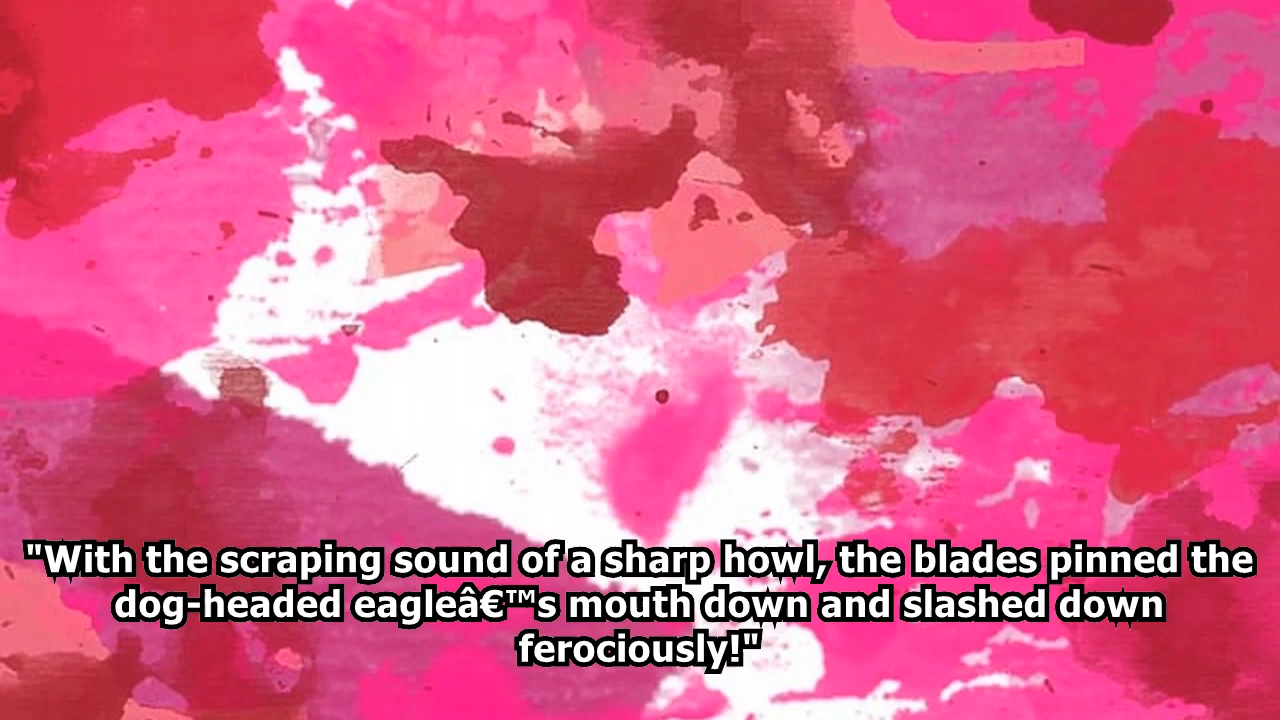 "With the scraping sound of a sharp howl, the blades pinned the
dog-headed eagleâ€™s mouth down and slashed down
ferociously!"